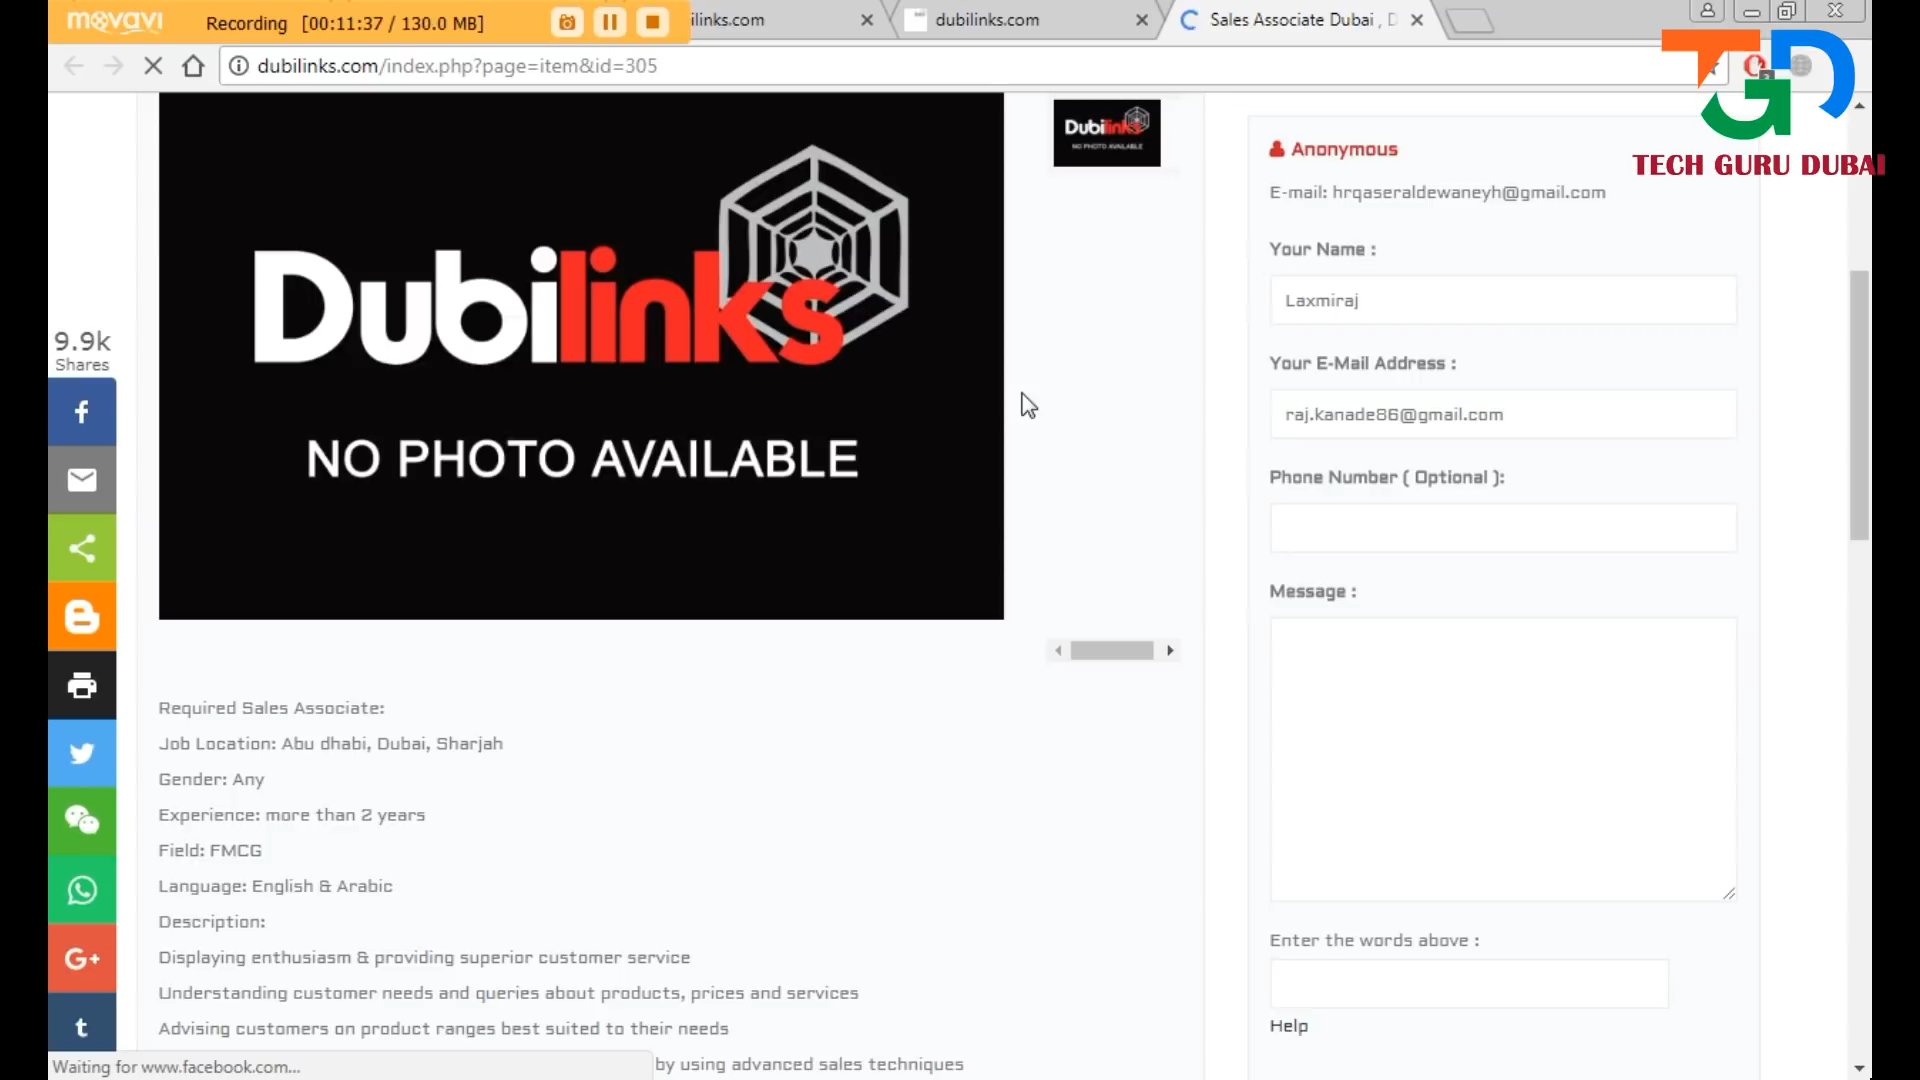 movavi
Recording [00:11:37 / 130.0 MB]
ilinks.com
dubilinks.com
Sales Associate Dubai , D
dubilinks.com/index.php?page=item&id=305
TGD
TECH GURU DUBAI
Dubilinks
NO PHOTO AVAILABLE
Dubilinks
NO PHOTO AVAILABLE
9.9k
Shares
f
G+
t
Required Sales Associate:
Job Location: Abu dhabi, Dubai, Sharjah
Gender: Any
Experience: more than 2 years
Field: FMCG
Language: English & Arabic
Description:
Displaying enthusiasm & providing superior customer service
Understanding customer needs and queries about products, prices and services
Advising customers on product ranges best suited to their needs
by using advanced sales techniques
Waiting for www.facebook.com...
Anonymous
E-mail: hrqaseraldewaneyh@gmail.com
Your Name :
Laxmiraj
Your E-Mail Address :
raj.kanade86@gmail.com
Phone Number ( Optional ):
Message :
Enter the words above :
Help